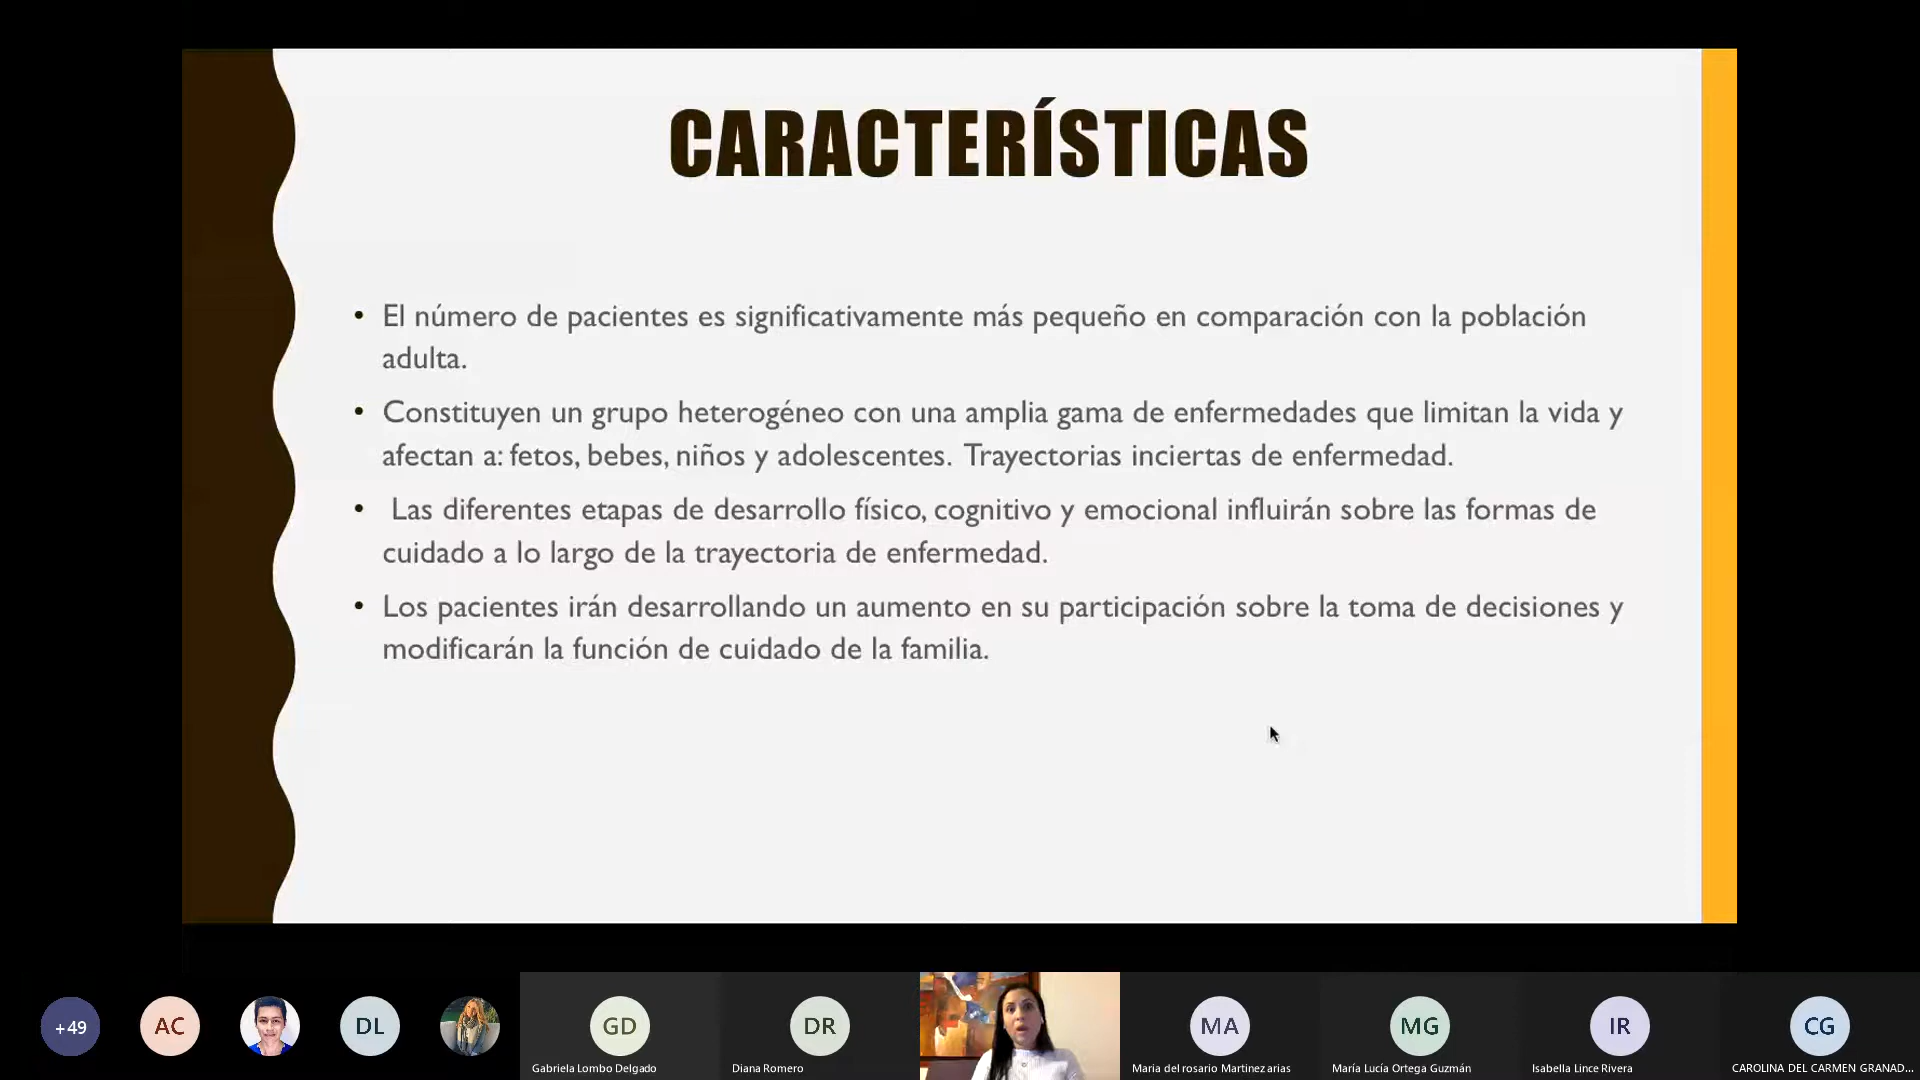 CARACTERÍSTICAS
• El número de pacientes es significativamente más pequeño en comparación con la población
adulta.
• Constituyen un grupo heterogéneo con una amplia gama de enfermedades que limitan la vida y
afectan a: fetos, bebes, niños y adolescentes. Trayectorias inciertas de enfermedad.
• Las diferentes etapas de desarrollo físico, cognitivo y emocional influirán sobre las formas de
cuidado a lo largo de la trayectoria de enfermedad.
• Los pacientes irán desarrollando un aumento en su participación sobre la toma de decisiones y
modificarán la función de cuidado de la familia.
+49
AC
DL
GD
DR
MA
MG
IR
CG
Gabriela Lombo Delgado
Diana Romero
Maria del rosario Martinez arias
María Lucía Ortega Guzmán
Isabella Lince Rivera
CAROLINA DEL CARMEN GRANAD...